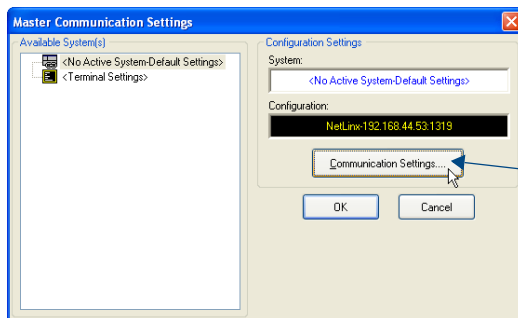 Master Communication Settings
Available System(s)
<No Active System-Default Settings>
<Terminal Settings>
Configuration Settings
System:
<No Active System-Default Settings>
Configuration:
NetLinx-192.168.44.53:1319
Communication Settings....
OK
Cancel